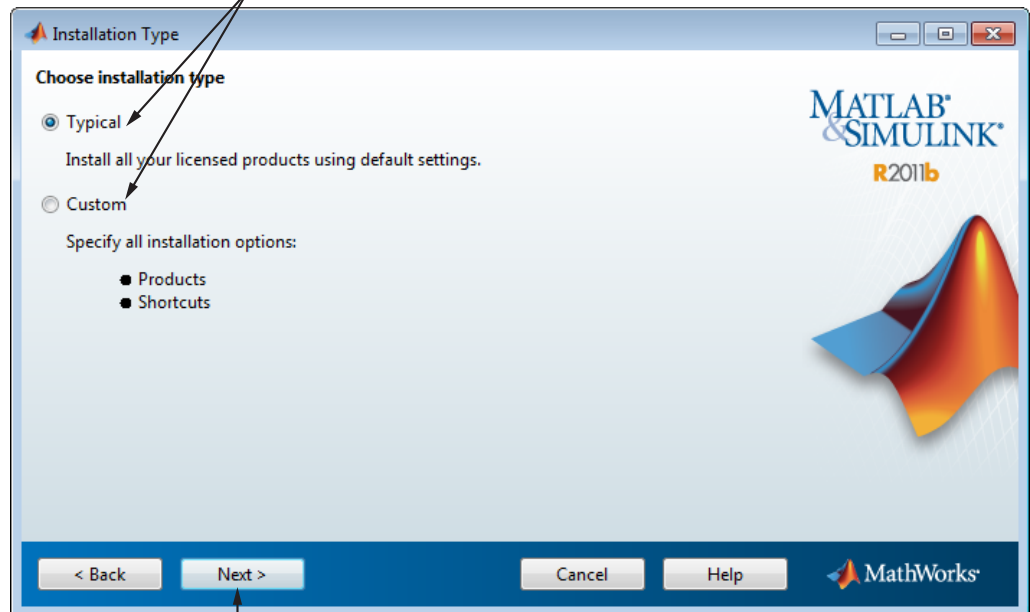 Installation Type
Choose installation type
Typical
Install all your licensed products using default settings.
Custom
Specify all installation options:
Products
Shortcuts
MATLAB®
&SIMULINK®
R2011b
< Back
Next >
Cancel
Help
MathWorks®